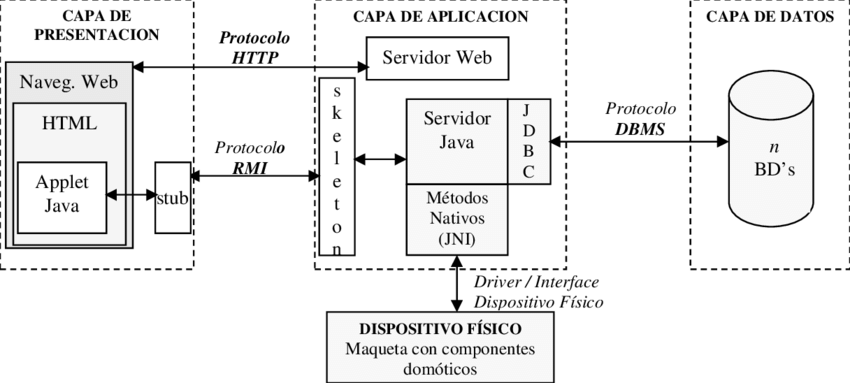 CAPA DE
PRESENTACION
Naveg. Web
HTML
Applet
Java
stub
Protocolo
HTTP
Protocolo
RMI
CAPA DE APLICACION
Servidor Web
s
k
e
l
e
t
o
n
Servidor
Java
J
D
B
C
Métodos
Nativos
(JNI)
Protocolo
DBMS
CAPA DE DATOS
n
BD's
Driver / Interface
Dispositivo Físico
DISPOSITIVO FÍSICO
Maqueta con componentes
domóticos